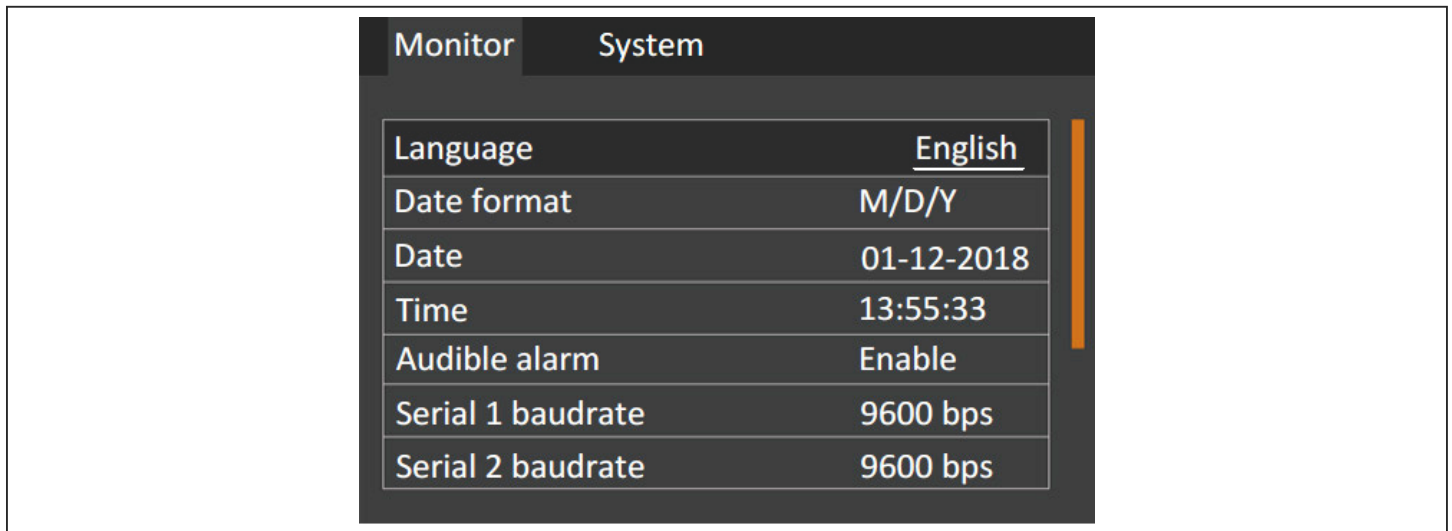 Monitor System
Language English
Date format M/D/Y
Date 01-12-2018
Time 13:55:33
Audible alarm Enable
Serial 1 baudrate 9600 bps
Serial 2 baudrate 9600 bps